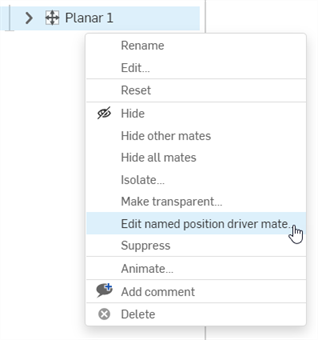 Planar 1
Rename
Edit...
Reset
Hide
Hide other mates
Hide all mates
Isolate...
Make transparent...
Edit named position driver mate...
Suppress
Animate...
Add comment
Delete